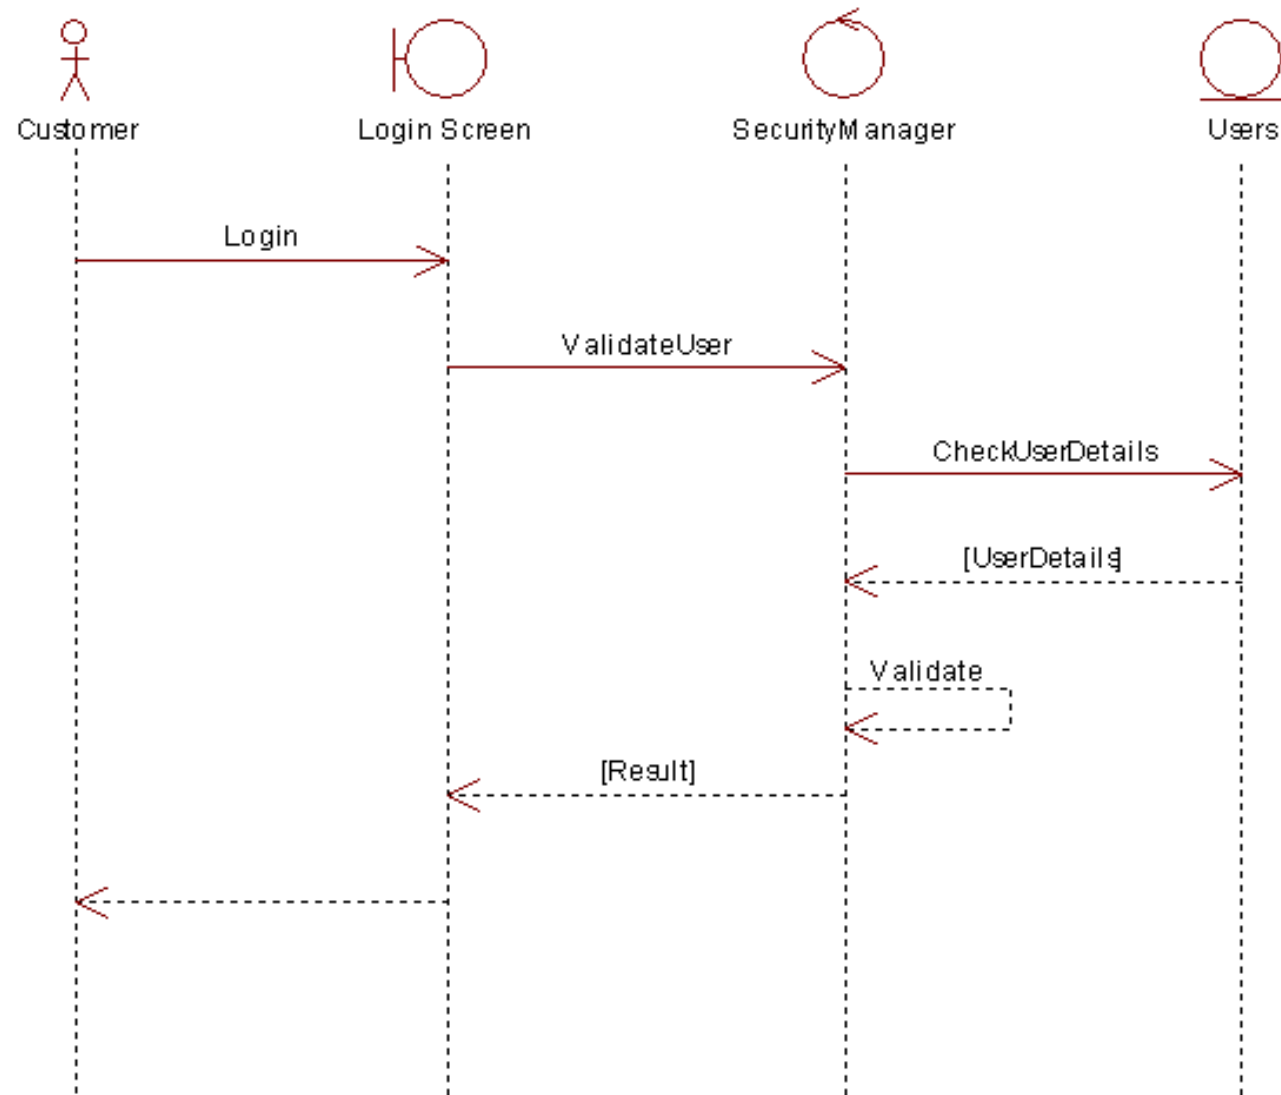 Customer
Login Screen
SecurityManager
Users
Login
ValidateUser
CheckUserDetails
[UserDetails]
Validate
[Result]